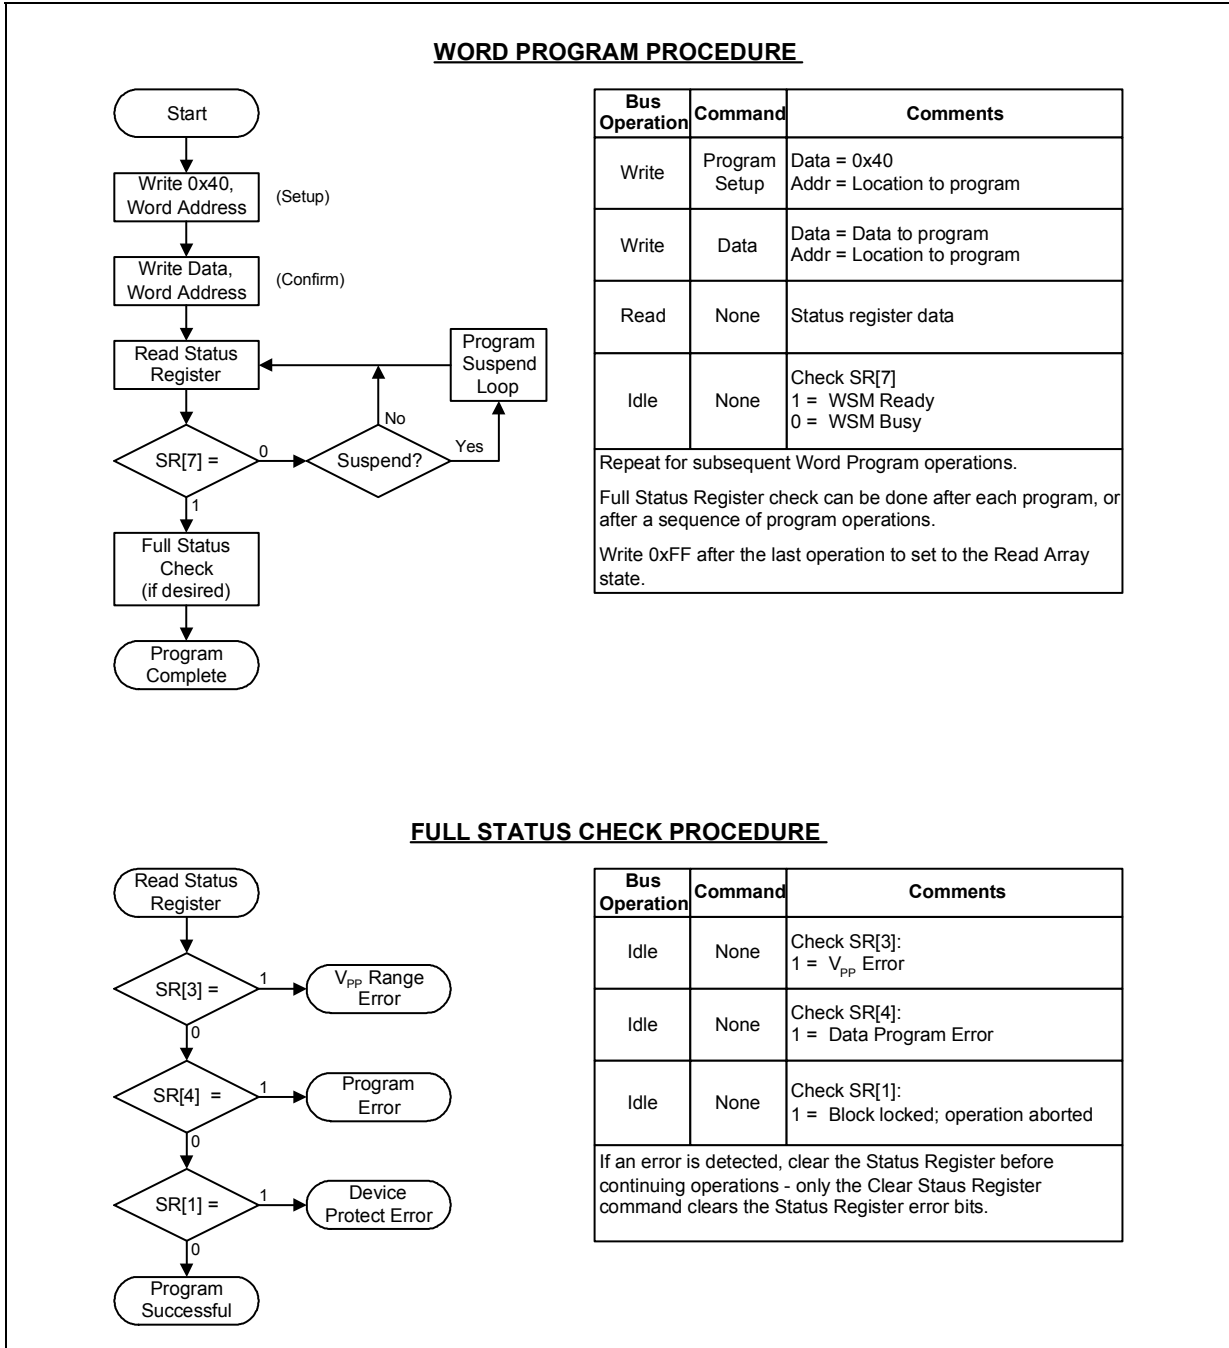 WORD PROGRAM PROCEDURE
Start
Write 0x40,
Word Address
(Setup)
Write Data,
Word Address
(Confirm)
Read Status
Register
Program
Suspend
Loop
No
SR[7] =
0
Suspend?
Yes
1
Full Status
Check
(if desired)
Program
Complete
Bus
Operation
Command
Comments
Write
Program
Setup
Data = 0x40
Addr = Location to program
Write
Data
Data = Data to program
Addr = Location to program
Read
None
Status register data
Idle
None
Check SR[7]
1 = WSM Ready
0 = WSM Busy
Repeat for subsequent Word Program operations.
Full Status Register check can be done after each program, or
after a sequence of program operations.
Write 0xFF after the last operation to set to the Read Array
state.
FULL STATUS CHECK PROCEDURE
Read Status
Register
SR[3] =
1
VPP Range
Error
0
SR[4] =
1
Program
Error
0
SR[1] =
1
Device
Protect Error
0
Program
Successful
Bus
Operation
Command
Comments
Idle
None
Check SR[3]:
1 = VPP Error
Idle
None
Check SR[4]:
1 = Data Program Error
Idle
None
Check SR[1]:
1 = Block locked; operation aborted
If an error is detected, clear the Status Register before
continuing operations - only the Clear Staus Register
command clears the Status Register error bits.